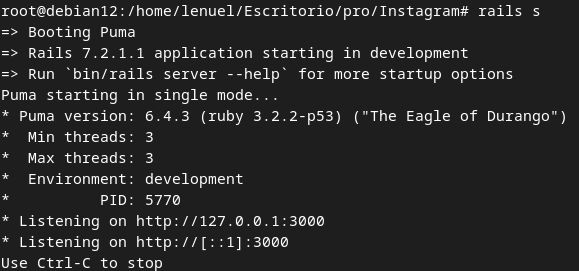 root@debian12:/home/lenuel/Escritorio/pro/Instagram# rails s
=> Booting Puma
=> Rails 7.2.1.1 application starting in development
=> Run `bin/rails server --help` for more startup options
Puma starting in single mode...
* Puma version: 6.4.3 (ruby 3.2.2-p53) ("The Eagle of Durango")
*  Min threads: 3
*  Max threads: 3
*  Environment: development
*          PID: 5770
* Listening on http://127.0.0.1:3000
* Listening on http://[::1]:3000
Use Ctrl-C to stop